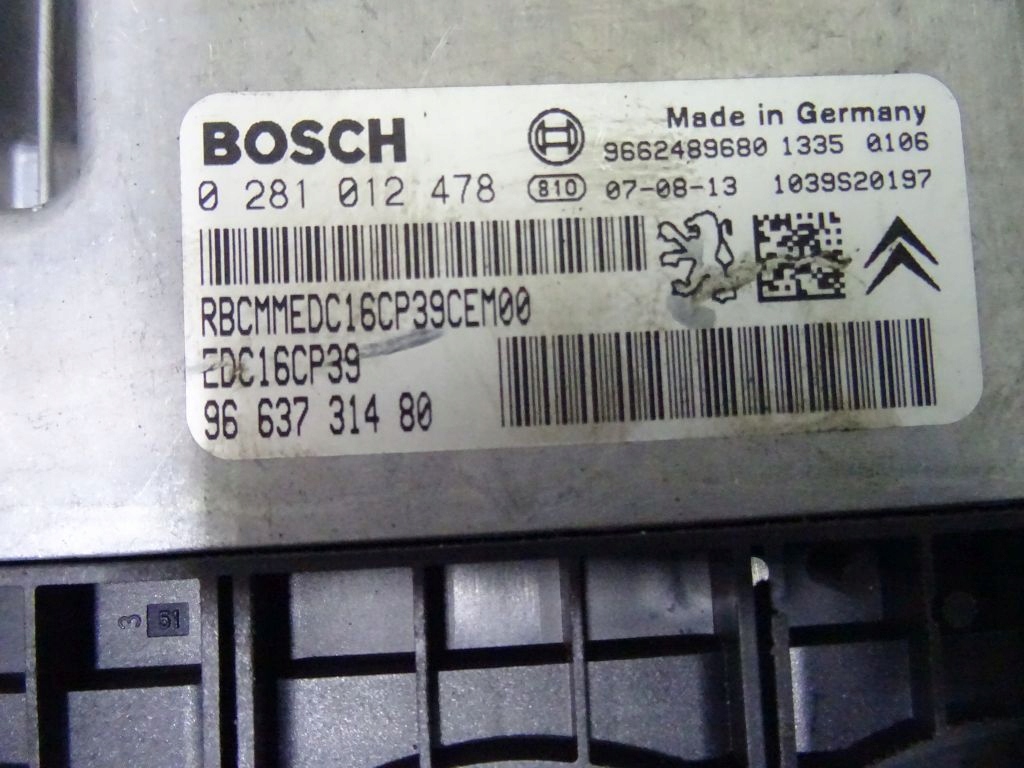 BOSCH
Made in Germany
9662489680 1335 0106
0 281 012 478 810 07-08-13 1039S20197
RBCMMEDC16CP39CEM00
EDC16CP39
96 637 314 80
3 51